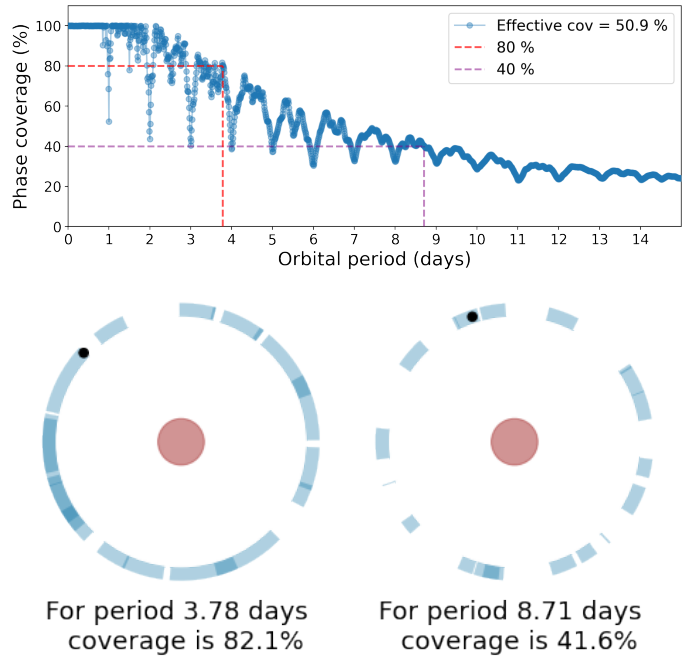 Phase coverage (%)
100
80
60
40
20
0
Effective cov = 50.9 %
80 %
40 %
0 1 2 3 4 5 6 7 8 9 10 11 12 13 14
Orbital period (days)
For period 3.78 days
coverage is 82.1%
For period 8.71 days
coverage is 41.6%